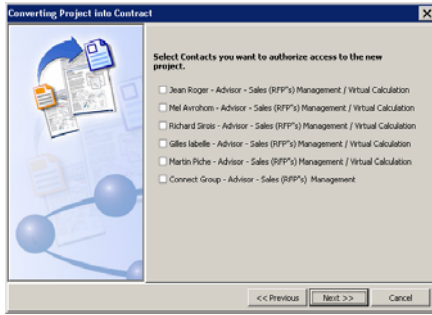 Converting Project into Contract
Select Contacts you want to authorize access to the new
project.
Jean Roger - Advisor - Sales (RFP"s) Management / Virtual Calculation
Mel Avrohom - Advisor - Sales (RFP"s) Management / Virtual Calculation
Richard Sirois - Advisor - Sales (RFP"s) Management / Virtual Calculation
Gilles labelle - Advisor - Sales (RFP"s) Management / Virtual Calculation
Martin Piche - Advisor - Sales (RFP"s) Management / Virtual Calculation
Connect Group - Advisor - Sales (RFP"s) Management
<< Previous
Next >>
Cancel